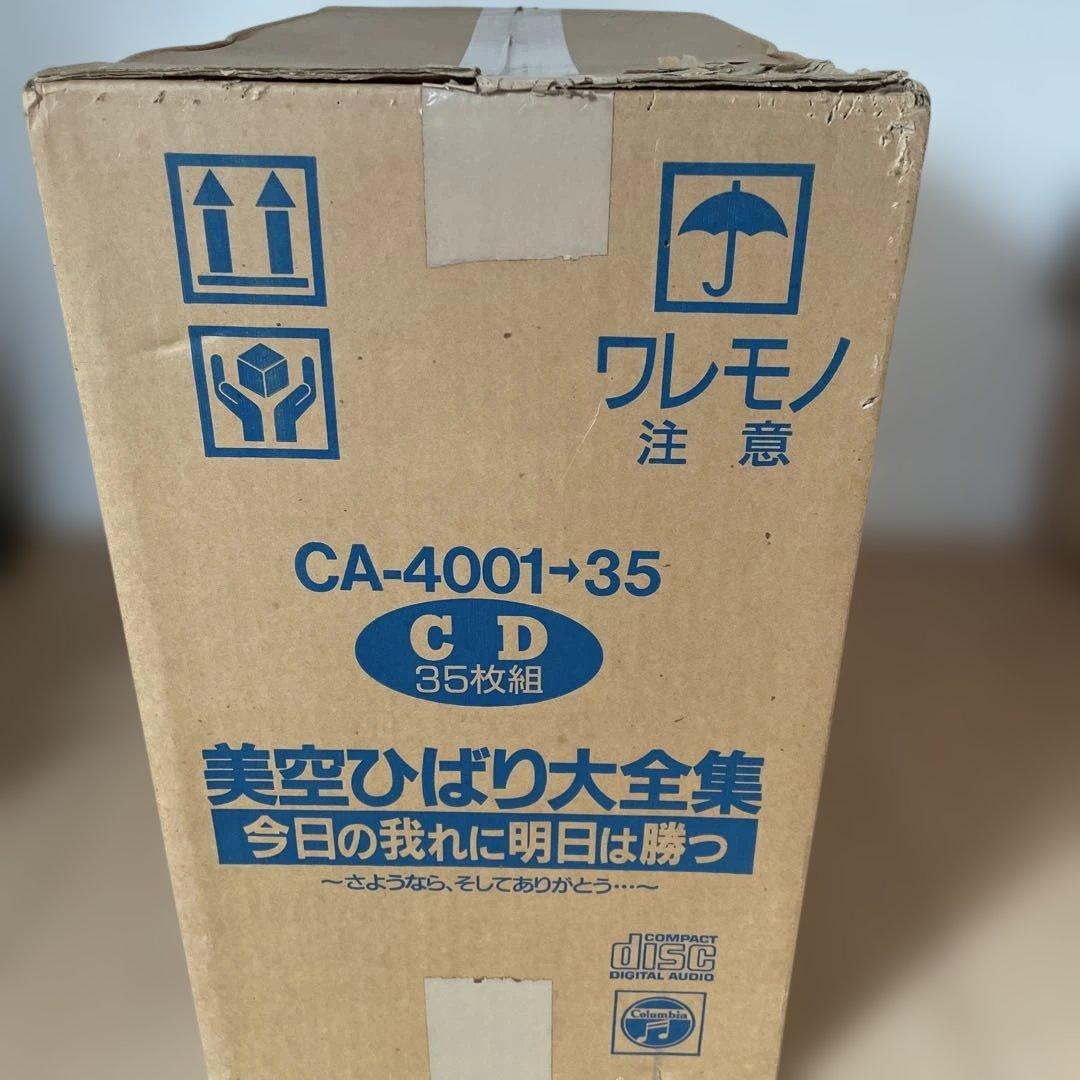 ワレモノ
注意
CA-4001→35
CD
35枚組
美空ひばり大全集
今日の我れに明日は勝つ
〜さようなら、そしてありがとう…〜
COMPACT
disc
DIGITAL AUDIO
Columbia